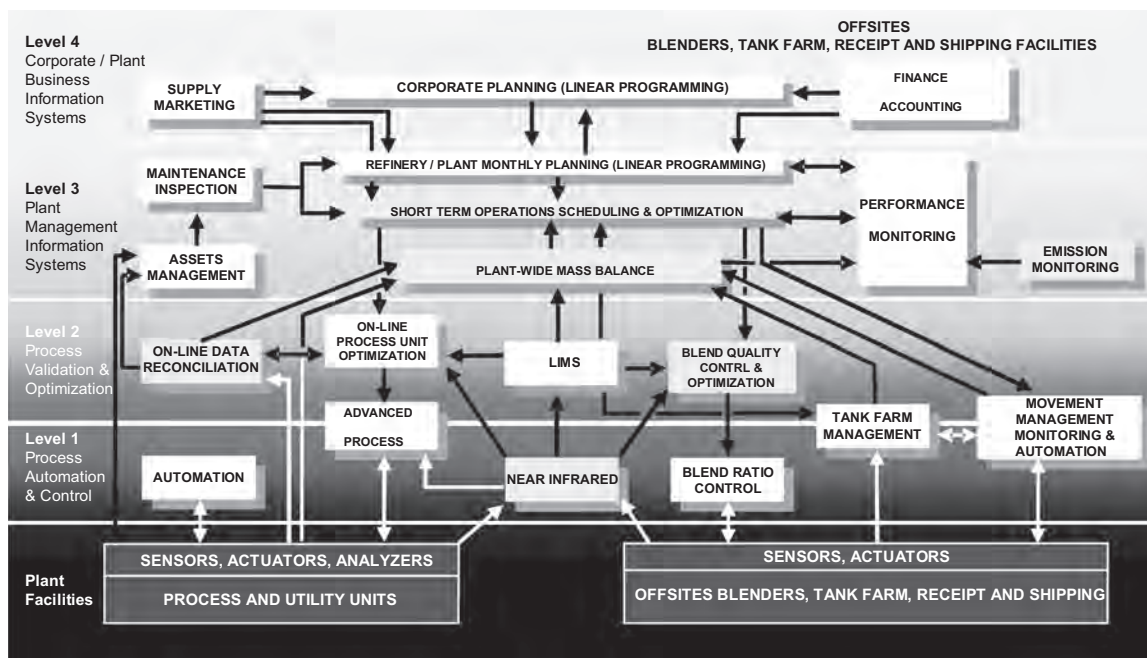 OFFSITES
BLENDERS, TANK FARM, RECEIPT AND SHIPPING FACILITIES
Level 4
Corporate / Plant
Business
Information
Systems
SUPPLY
MARKETING
CORPORATE PLANNING (LINEAR PROGRAMMING)
FINANCE
ACCOUNTING
REFINERY / PLANT MONTHLY PLANNING (LINEAR PROGRAMMING)
Level 3
Plant
Management
Information
Systems
MAINTENANCE
INSPECTION
SHORT TERM OPERATIONS SCHEDULING & OPTIMIZATION
PERFORMANCE
MONITORING
ASSETS
MANAGEMENT
PLANT-WIDE MASS BALANCE
EMISSION
MONITORING
Level 2
Process
Validation &
Optimization
ON-LINE DATA
RECONCILIATION
ON-LINE
PROCESS UNIT
OPTIMIZATION
LIMS
BLEND QUALITY
CONTRL &
OPTIMIZATION
ADVANCED
PROCESS
TANK FARM
MANAGEMENT
MOVEMENT
MANAGEMENT
MONITORING &
AUTOMATION
Level 1
Process
Automation
& Control
AUTOMATION
NEAR INFRARED
BLEND RATIO
CONTROL
Plant
Facilities
SENSORS, ACTUATORS, ANALYZERS
PROCESS AND UTILITY UNITS
SENSORS, ACTUATORS
OFFSITES BLENDERS, TANK FARM, RECEIPT AND SHIPPING